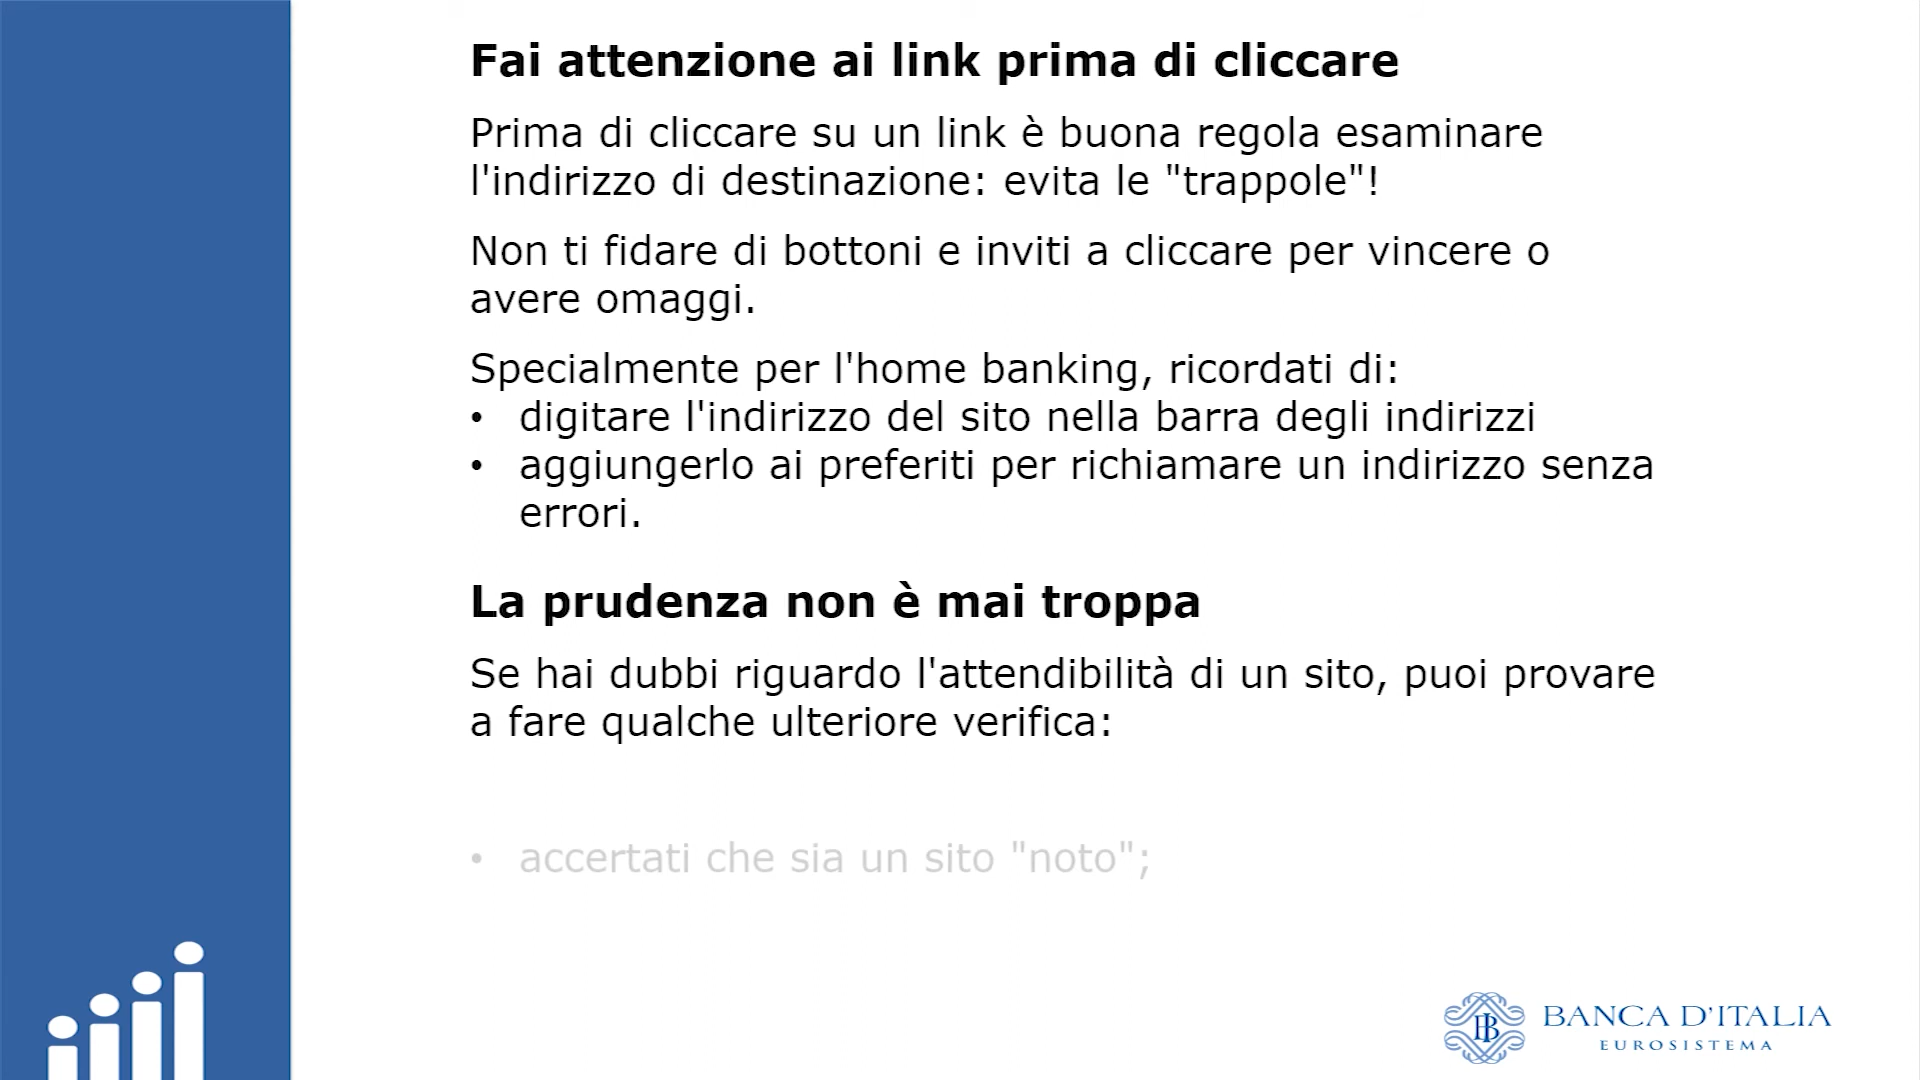 Fai attenzione ai link prima di cliccare
Prima di cliccare su un link è buona regola esaminare
l'indirizzo di destinazione: evita le "trappole"!
Non ti fidare di bottoni e inviti a cliccare per vincere o
avere omaggi.
Specialmente per l'home banking, ricordati di:
• digitare l'indirizzo del sito nella barra degli indirizzi
• aggiungerlo ai preferiti per richiamare un indirizzo senza
errori.
La prudenza non è mai troppa
Se hai dubbi riguardo l'attendibilità di un sito, puoi provare
a fare qualche ulteriore verifica:
• accertati che sia un sito "noto";
BANCA D'ITALIA
EUROSISTEMA